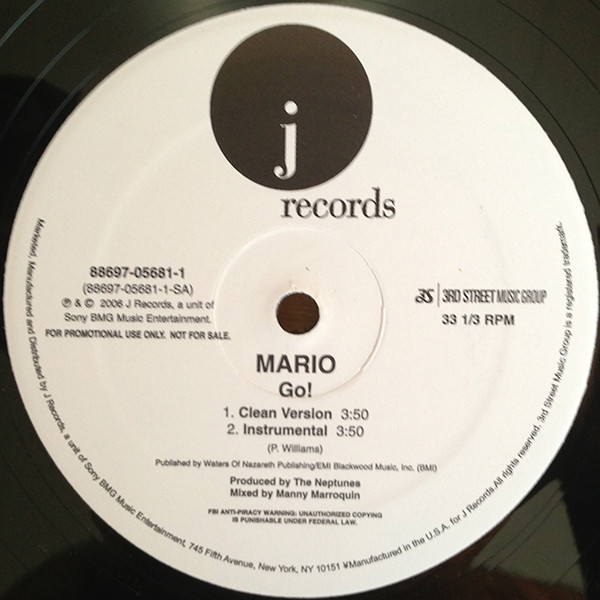 j
records
88697-05681-1
(88697-05681-1-SA)
℗ & © 2006 J Records, a unit of
Sony BMG Music Entertainment.
FOR PROMOTIONAL USE ONLY. NOT FOR SALE.
3S | 3RD STREET MUSIC GROUP
33 1/3 RPM
MARIO
Go!
1. Clean Version 3:50
2. Instrumental 3:50
(P. Williams)
Published by Waters Of Nazareth Publishing/EMI Blackwood Music, Inc. (BMI)
Produced by The Neptunes
Mixed by Manny Marroquin
FBI ANTI-PIRACY WARNING: UNAUTHORIZED COPYING
IS PUNISHABLE UNDER FEDERAL LAW.
Marketed, Manufactured and Distributed by J Records, a unit of Sony BMG Music Entertainment, 745 Fifth Avenue, New York, NY 10151 ¥Manufactured in the U.S.A. for J Records.All rights reserved. 3rd Street Music Group is a registered trademark.